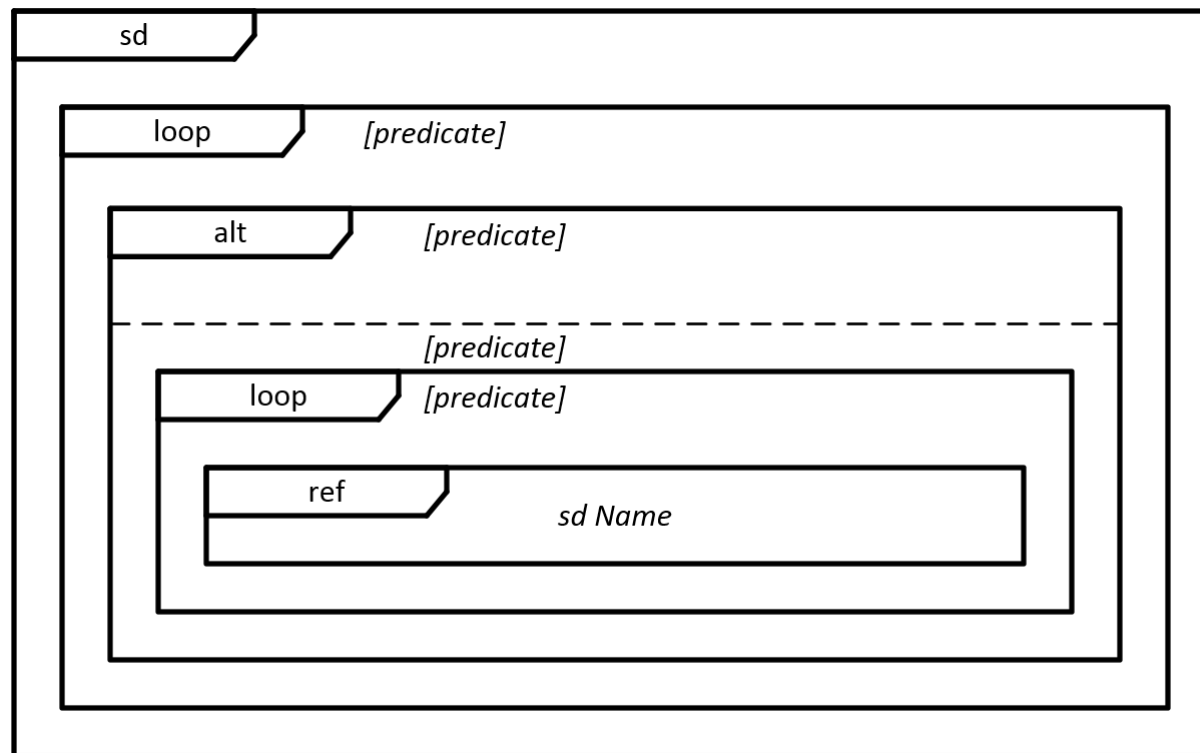 sd
loop [predicate]
alt [predicate]
[predicate]
loop [predicate]
ref
sd Name